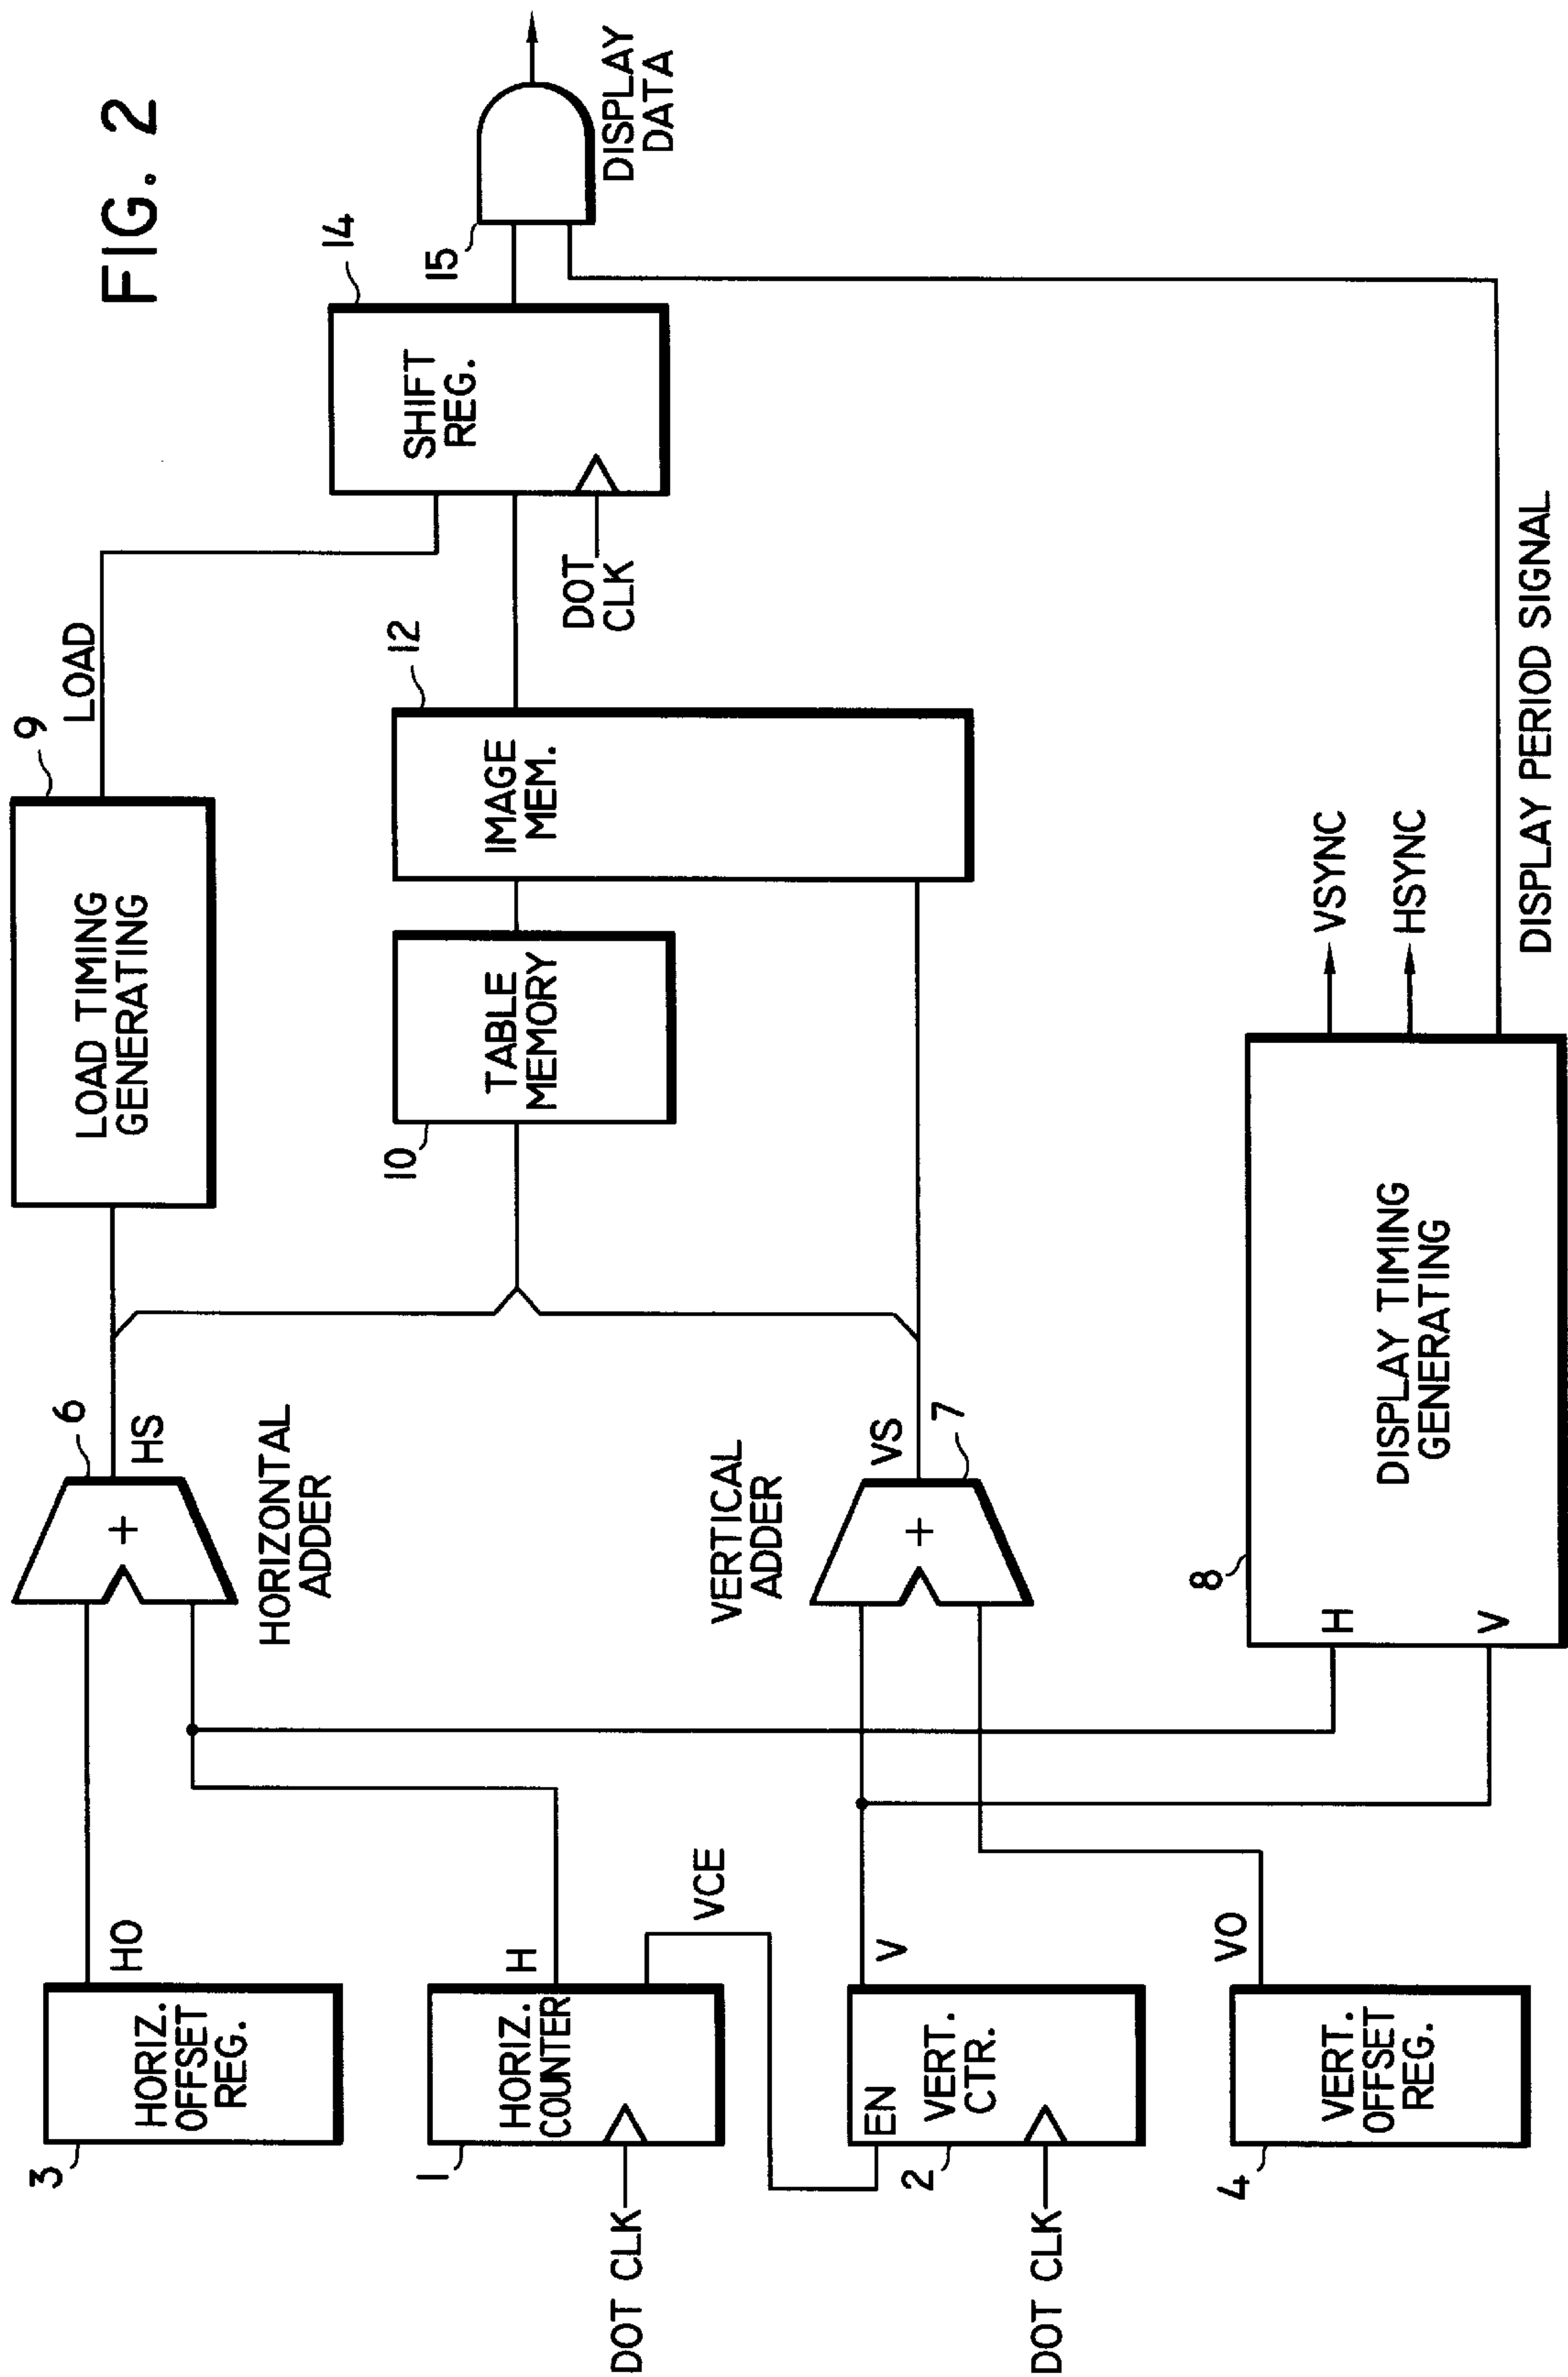 FIG. 2
9
LOAD
LOAD TIMING
GENERATING
6
HS
HORIZONTAL
ADDER
HO
HORIZ.
OFFSET
REG.
3
14
SHIFT
REG.
DOT
CLK
15
DISPLAY
DATA
12
IMAGE
MEM.
TABLE
MEMORY
10
H
HORIZ.
COUNTER
1
DOT CLK
VCE
VERTICAL
ADDER
+
+
VS
7
V
EN
VERT.
CTR.
2
DOT CLK
VO
VERT.
OFFSET
REG.
4
8
H
V
DISPLAY TIMING
GENERATING
VSYNC
HSYNC
DISPLAY PERIOD SIGNAL